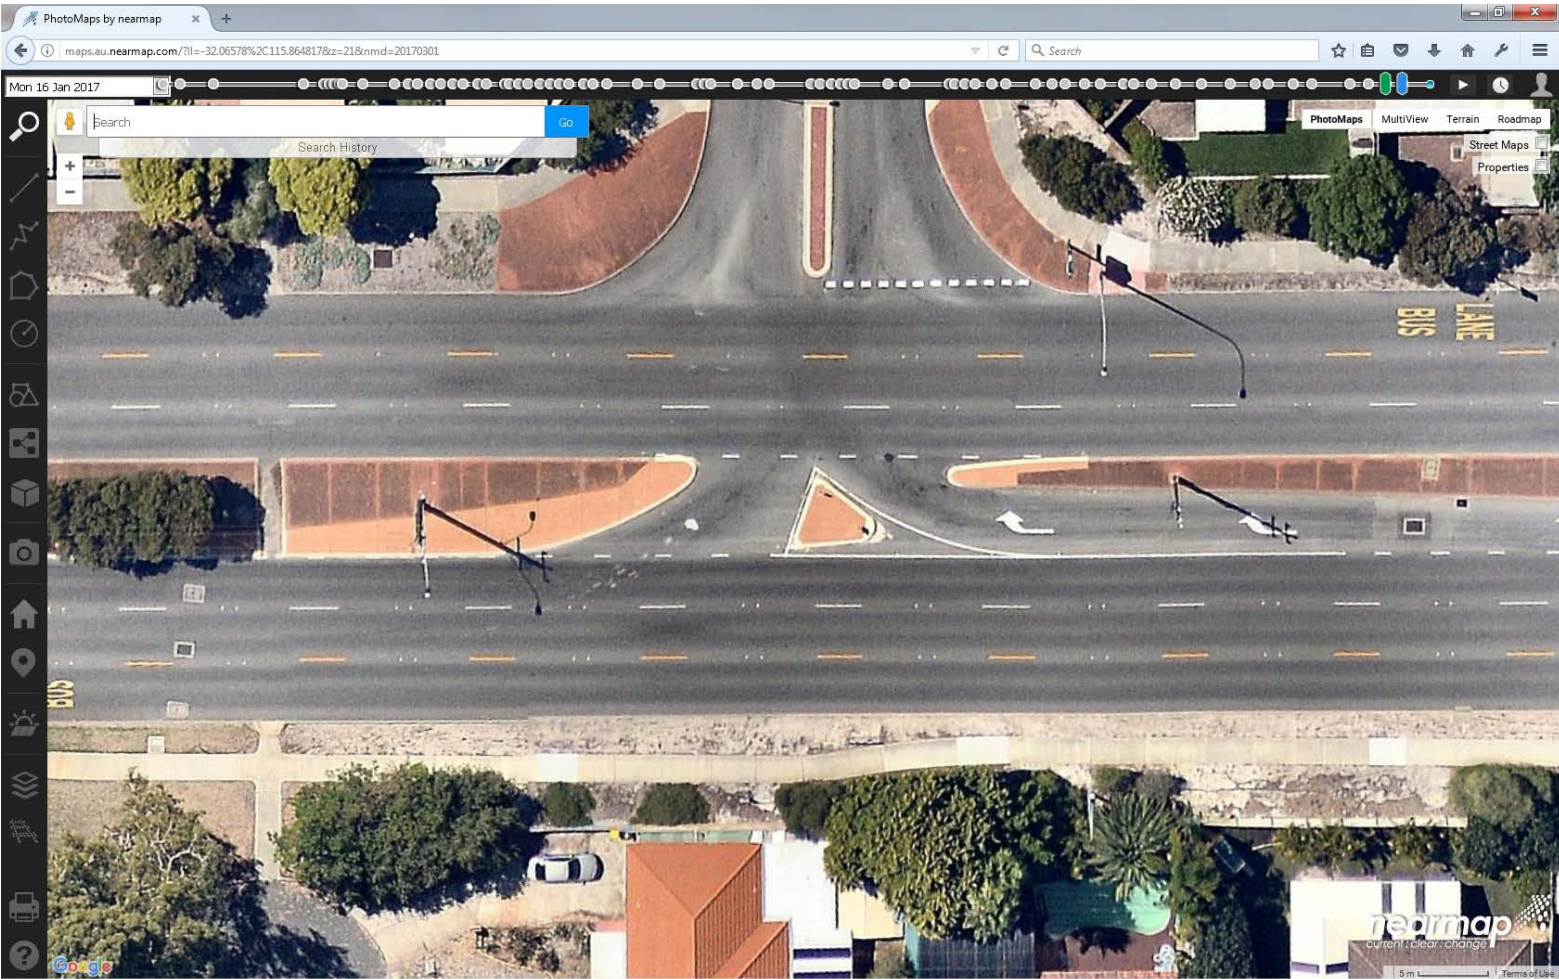 PhotoMaps by nearmap
maps.au.nearmap.com/?ll=-32.06578%2C115.864817&z=21&nmd=20170301
Search
Mon 16 Jan 2017
Search
Go
Search History
PhotoMaps
MultiView
Terrain
Roadmap
Street Maps
Properties
LANE
BUS
BUS
nearmap
current:clear:change
Google
5 m
Terms of Use